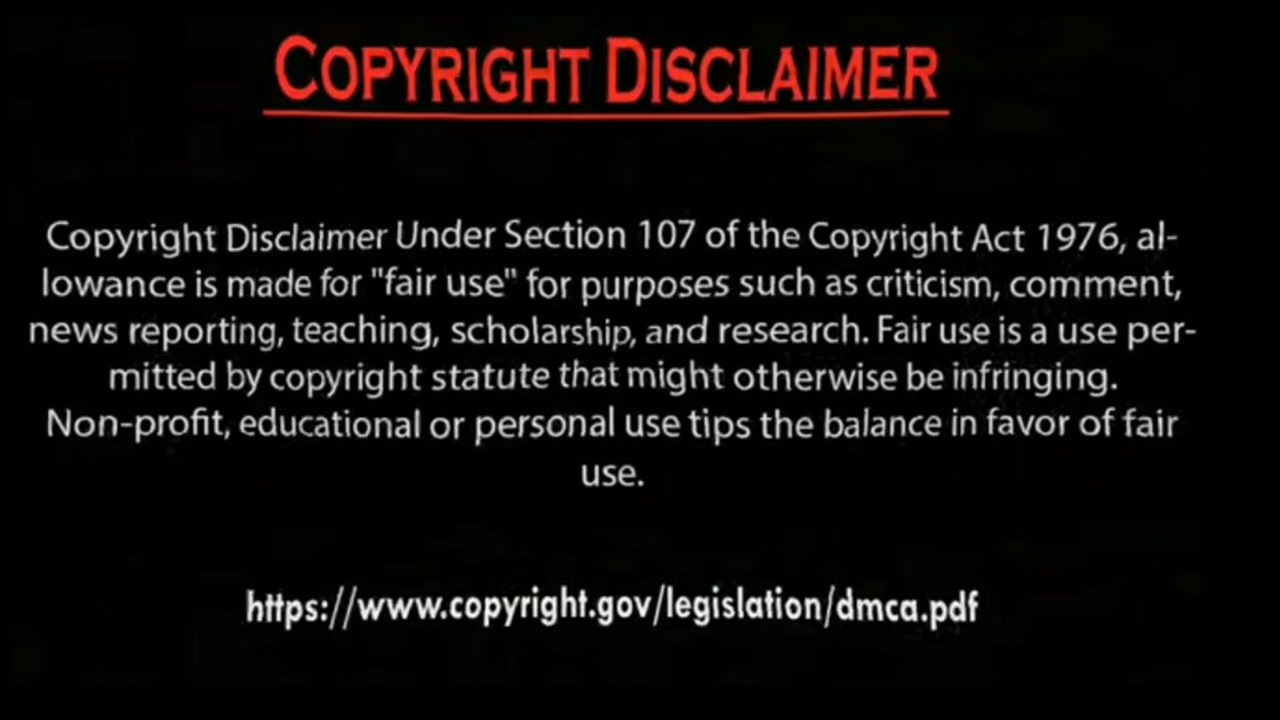 COPYRIGHT DISCLAIMER
Copyright Disclaimer Under Section 107 of the Copyright Act 1976, al-
lowance is made for "fair use" for purposes such as criticism, comment,
news reporting, teaching, scholarship, and research. Fair use is a use per-
mitted by copyright statute that might otherwise be infringing.
Non-profit, educational or personal use tips the balance in favor of fair
use.
https://www.copyright.gov/legislation/dmca.pdf